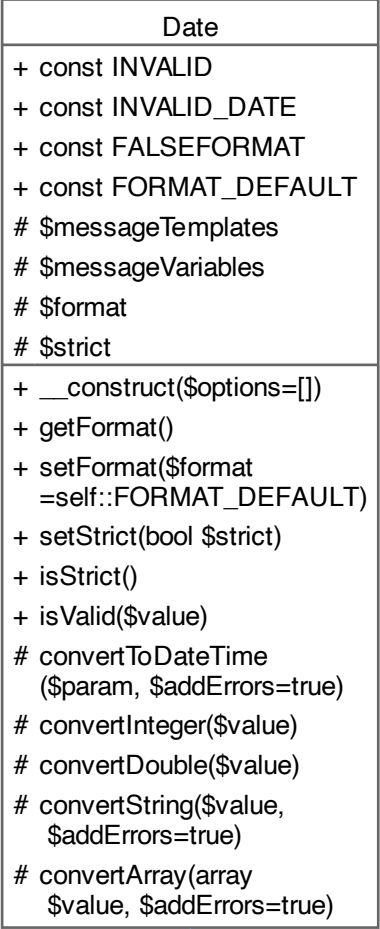 Date
+ const INVALID
+ const INVALID_DATE
+ const FALSEFORMAT
+ const FORMAT_DEFAULT
# $messageTemplates
# $messageVariables
# $format
# $strict
+ __construct($options=[])
+ getFormat()
+ setFormat($format
=self::FORMAT_DEFAULT)
+ setStrict(bool $strict)
+ isStrict()
+ isValid($value)
# convertToDateTime
($param, $addErrors=true)
# convertInteger($value)
# convertDouble($value)
# convertString($value,
$addErrors=true)
# convertArray(array
$value, $addErrors=true)